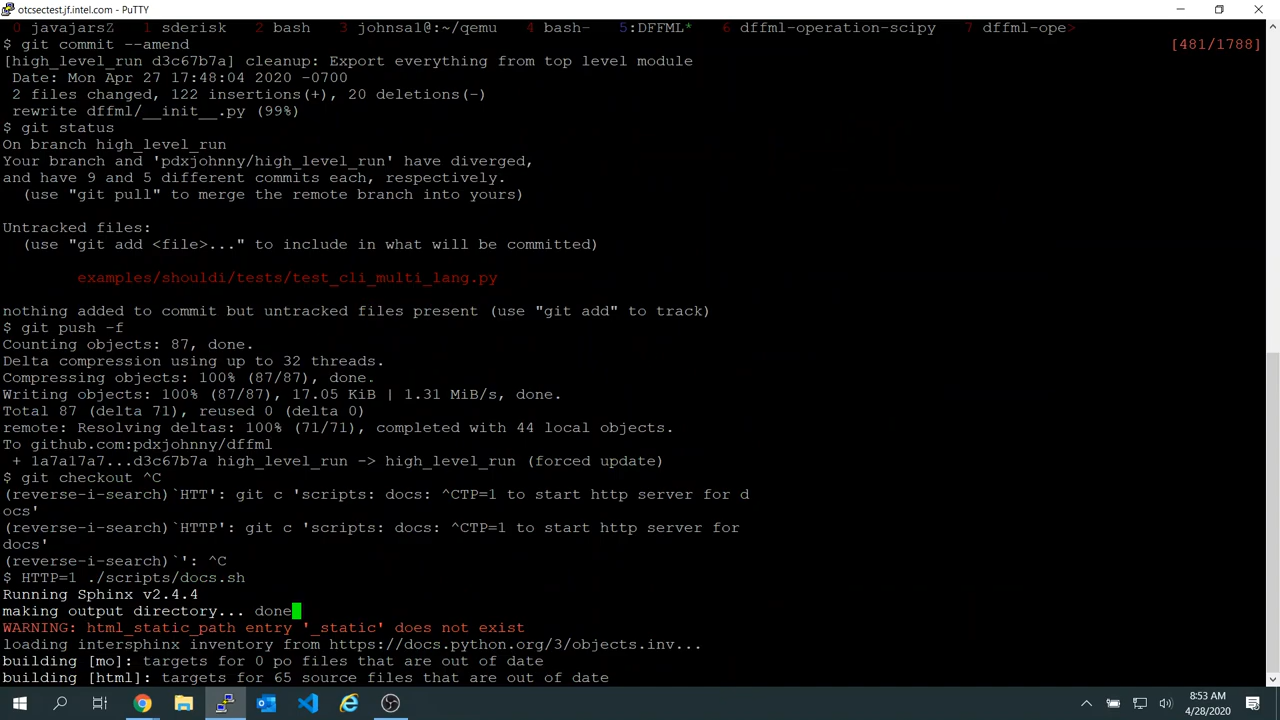 otcsectest.jf.intel.com - PuTTY
0 javajarsZ 1 sderisk 2 bash 3 johnsal@:~/qemu 4 bash- 5:DFFML* 6 dffml-operation-scipy 7 dffml-ope>
$ git commit --amend [481/1788]
[high_level_run d3c67b7a] cleanup: Export everything from top level module
Date: Mon Apr 27 17:48:04 2020 -0700
2 files changed, 122 insertions(+), 20 deletions(-)
rewrite dffml/__init__.py (99%)
$ git status
On branch high_level_run
Your branch and 'pdxjohnny/high_level_run' have diverged,
and have 9 and 5 different commits each, respectively.
(use "git pull" to merge the remote branch into yours)
Untracked files:
(use "git add <file>..." to include in what will be committed)
examples/shouldi/tests/test_cli_multi_lang.py
nothing added to commit but untracked files present (use "git add" to track)
$ git push -f
Counting objects: 87, done.
Delta compression using up to 32 threads.
Compressing objects: 100% (87/87), done.
Writing objects: 100% (87/87), 17.05 KiB | 1.31 MiB/s, done.
Total 87 (delta 71), reused 0 (delta 0)
remote: Resolving deltas: 100% (71/71), completed with 44 local objects.
To github.com:pdxjohnny/dffml
+ 1a7a17a7...d3c67b7a high_level_run -> high_level_run (forced update)
$ git checkout ^C
(reverse-i-search)`HTT': git c 'scripts: docs: ^CTP=1 to start http server for d
ocs'
(reverse-i-search)`HTTP': git c 'scripts: docs: ^CTP=1 to start http server for
docs'
(reverse-i-search)`': ^C
$ HTTP=1 ./scripts/docs.sh
Running Sphinx v2.4.4
making output directory... done
WARNING: html_static_path entry '_static' does not exist
loading intersphinx inventory from https://docs.python.org/3/objects.inv...
building [mo]: targets for 0 po files that are out of date
building [html]: targets for 65 source files that are out of date
8:53 AM
4/28/2020